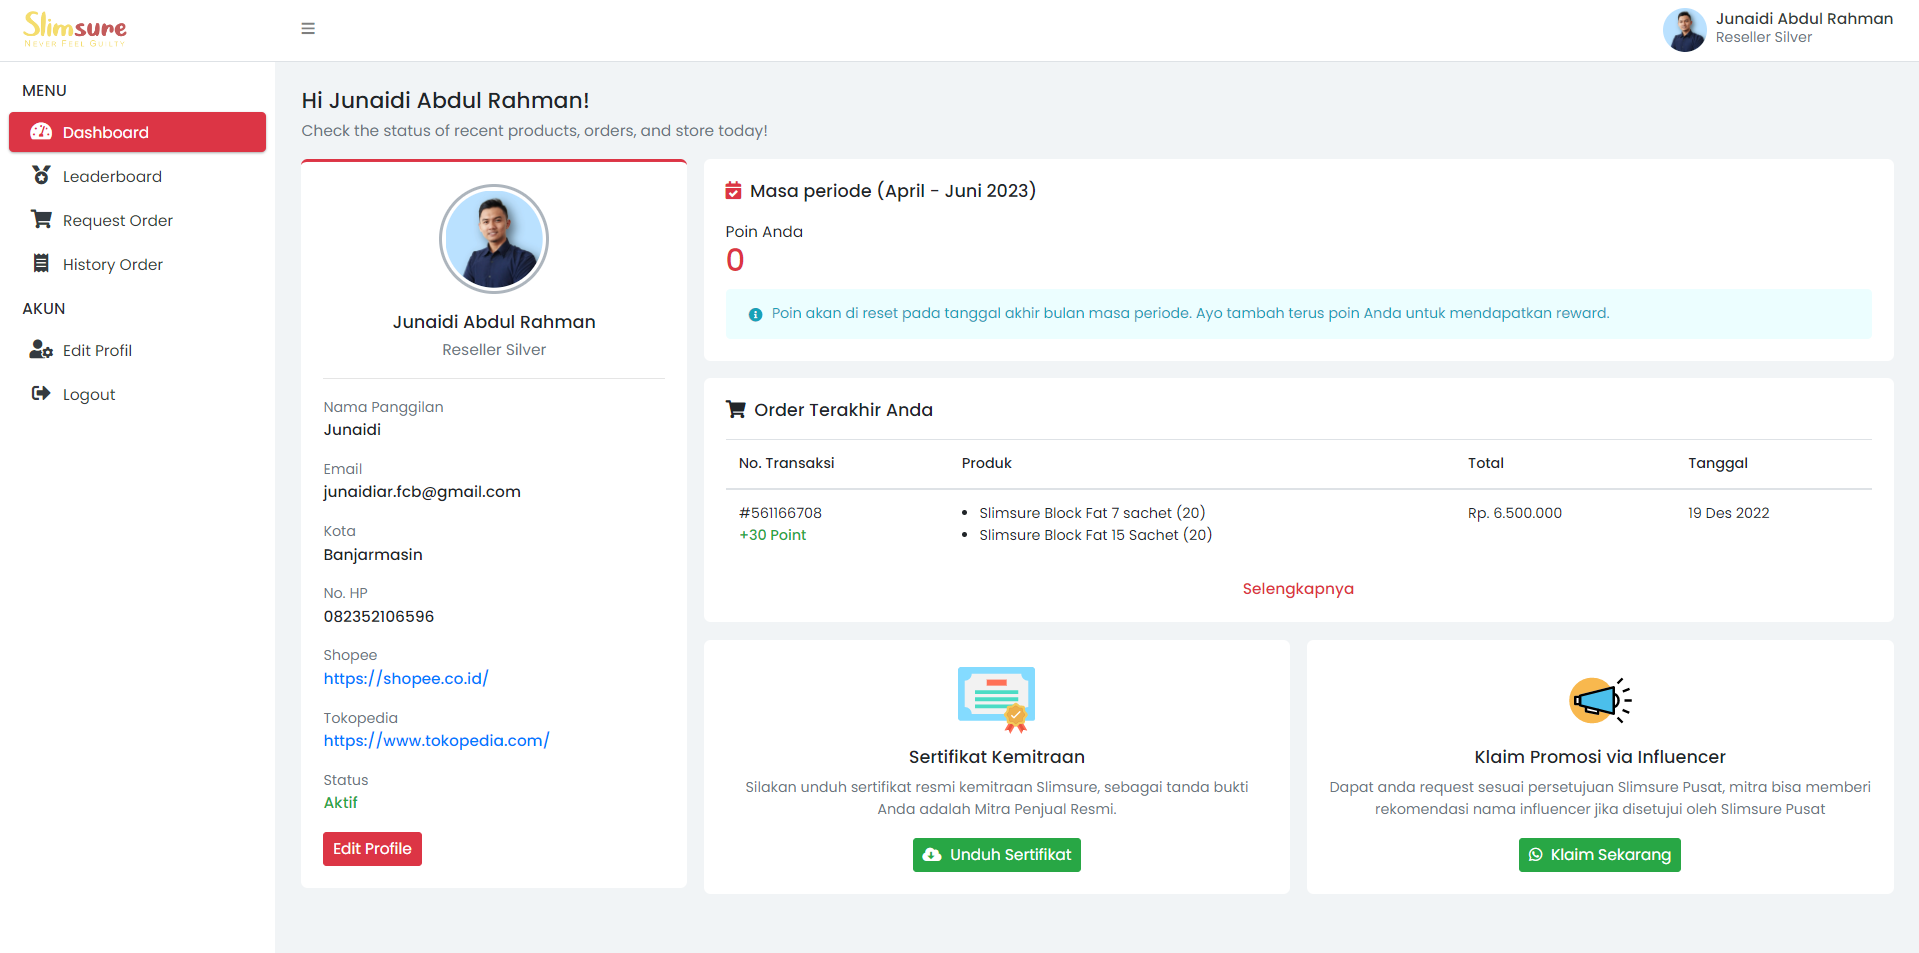 Slimsure
NEVER FEEL GUILTY
Junaidi Abdul Rahman
Reseller Silver
MENU
Dashboard
Leaderboard
Request Order
History Order
AKUN
Edit Profil
Logout
Hi Junaidi Abdul Rahman!
Check the status of recent products, orders, and store today!
Junaidi Abdul Rahman
Reseller Silver
Nama Panggilan
Junaidi
Email
junaidiar.fcb@gmail.com
Kota
Banjarmasin
No. HP
082352106596
Shopee
https://shopee.co.id/
Tokopedia
https://www.tokopedia.com/
Status
Aktif
Edit Profile
Masa periode (April - Juni 2023)
Poin Anda
0
Poin akan di reset pada tanggal akhir bulan masa periode. Ayo tambah terus poin Anda untuk mendapatkan reward.
Order Terakhir Anda
No. Transaksi Produk Total Tanggal
#561166708 • Slimsure Block Fat 7 sachet (20) Rp. 6.500.000 19 Des 2022
+30 Point • Slimsure Block Fat 15 Sachet (20)
Selengkapnya
Sertifikat Kemitraan
Silakan unduh sertifikat resmi kemitraan Slimsure, sebagai tanda bukti
Anda adalah Mitra Penjual Resmi.
Unduh Sertifikat
Klaim Promosi via Influencer
Dapat anda request sesuai persetujuan Slimsure Pusat, mitra bisa memberi
rekomendasi nama influencer jika disetujui oleh Slimsure Pusat
Klaim Sekarang